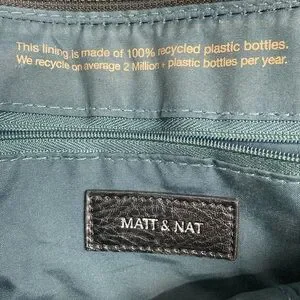 This lining is made of 100% recycled plastic bottles.
We recycle on average 2 Million + plastic bottles per year.
MATT & NAT